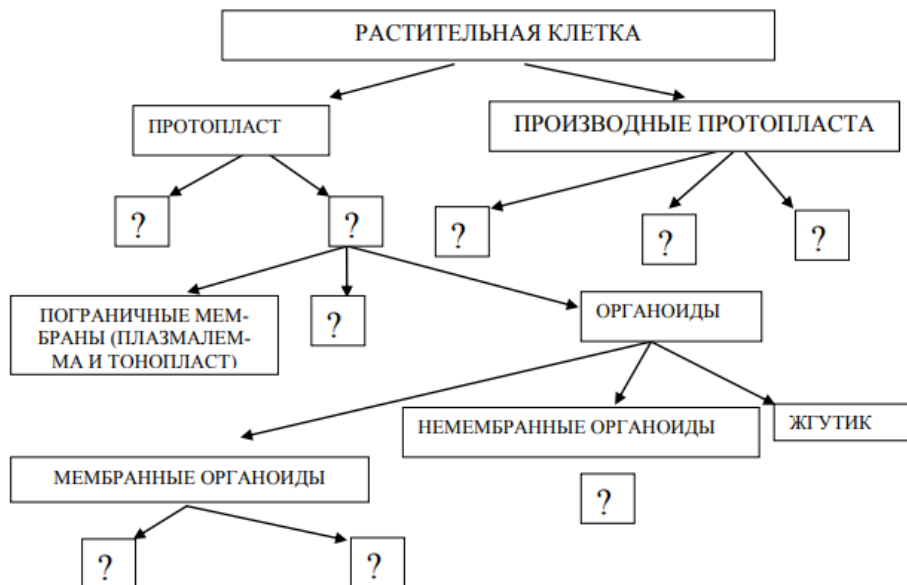 РАСТИТЕЛЬНАЯ КЛЕТКА
ПРОТОПЛАСТ
ПРОИЗВОДНЫЕ ПРОТОПЛАСТА
?
?
?
?
?
ПОГРАНИЧНЫЕ МЕМ-
БРАНЫ (ПЛАЗМАЛЕМ-
МА И ТОНОПЛАСТ)
?
ОРГАНОИДЫ
НЕМЕМБРАННЫЕ ОРГАНОИДЫ
ЖГУТИК
МЕМБРАННЫЕ ОРГАНОИДЫ
?
?
?